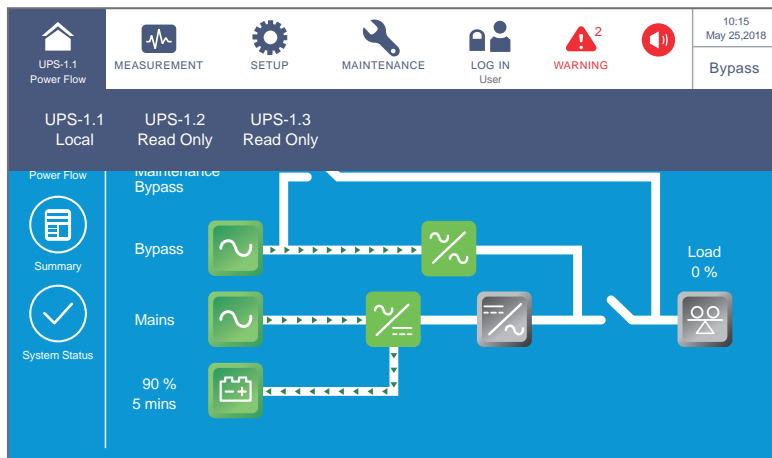 UPS-1.1
Power Flow
MEASUREMENT
SETUP
MAINTENANCE
LOG IN
User
2
WARNING
10:15
May 25,2018
Bypass
UPS-1.1
Local
UPS-1.2
Read Only
UPS-1.3
Read Only
Power Flow
Maintenance
Bypass
Summary
Bypass
Load
0 %
Mains
System Status
90 %
5 mins